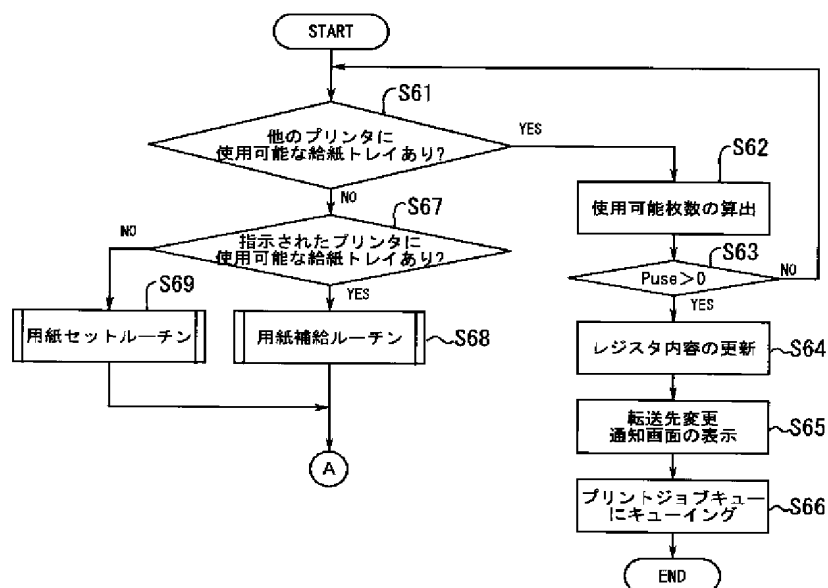 START
S61
他のプリンタに
使用可能な給紙トレイあり?
YES
NO
S62
使用可能枚数の算出
S67
NO
指示されたプリンタに
使用可能な給紙トレイあり?
YES
S63
Puse>0
NO
YES
S69
用紙セットルーチン
用紙補給ルーチン
S68
レジスタ内容の更新
S64
転送先変更
通知画面の表示
S65
A
プリントジョブキュー
にキューイング
S66
END